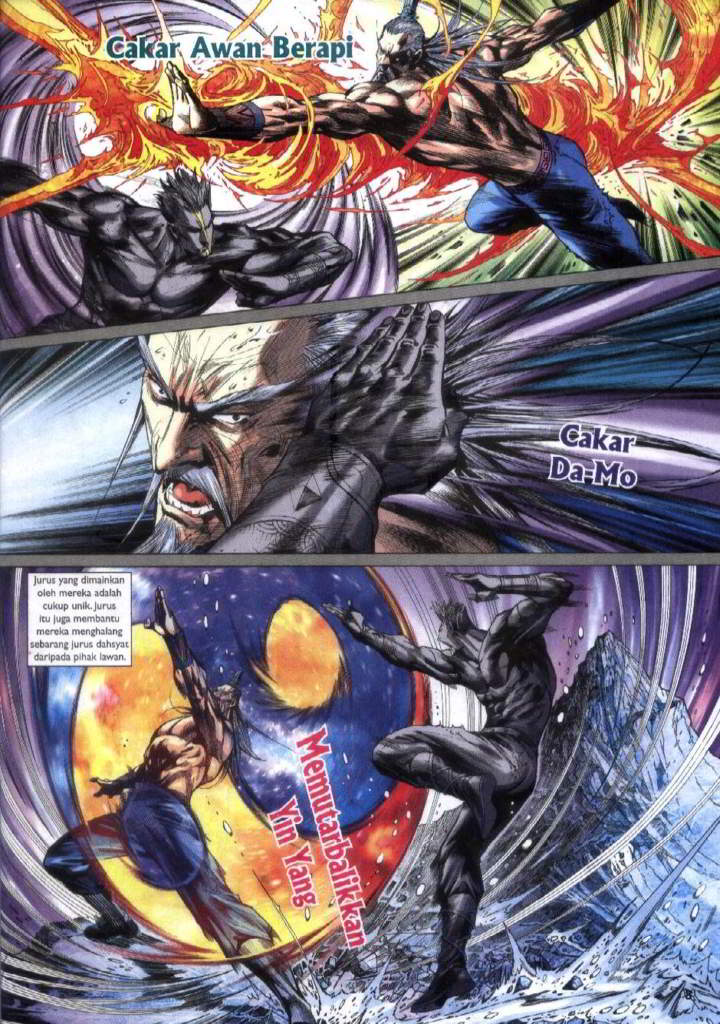 Cakar Awan Berapi
Cakar
Da-Mo
Jurus yang dimainkan
oleh mereka adalah
cukup unik. Jurus
itu juga membantu
mereka menghalang
sebarang jurus dahsyat
daripada pihak lawan.
Memutarbalikkan
Yin Yang